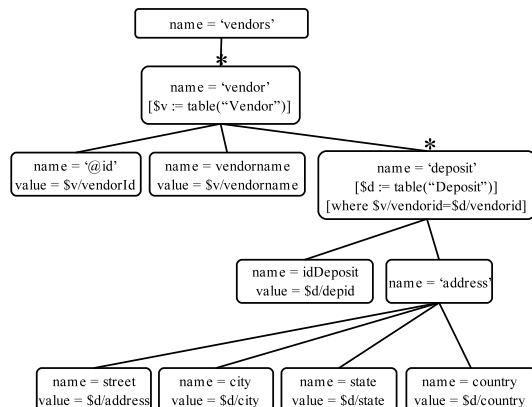 name = ‘vendors’
*
name = ‘vendor’
[$v := table(“Vendor”)]
name = ‘@id’
value = $v/vendorId
name = vendorname
value = $v/vendorname
*
name = ‘deposit’
[$d := table(“Deposit”)]
[where $v/vendorid=$d/vendorid]
name = idDeposit
value = $d/depid
name = ‘address’
name = street
value = $d/address
name = city
value = $d/city
name = state
value = $d/state
name = country
value = $d/country